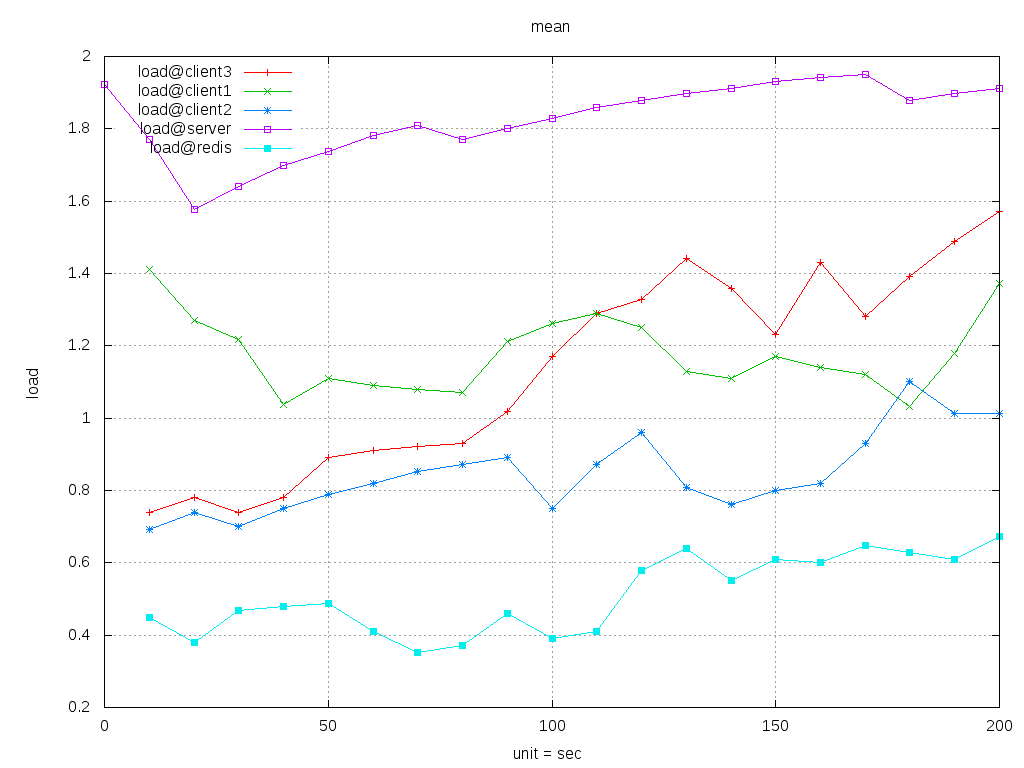 mean
2
load@client3
load@client1
load@client2
1.8
load@server
load@redis
1.6
1.4
1.2
load
1
0.8
0.6
0.4
0.2
0 50 100 150 200
unit = sec